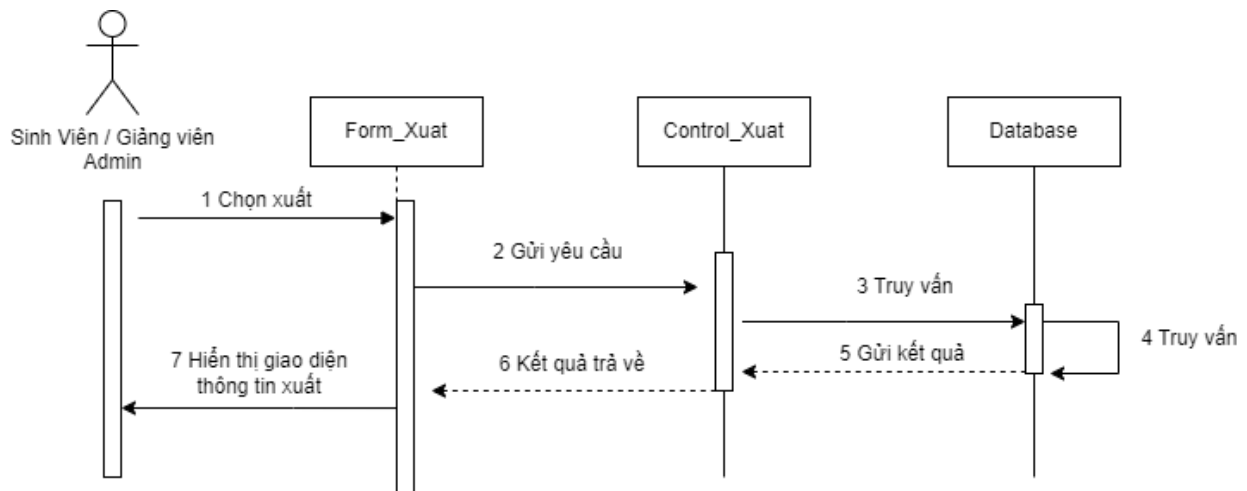 Sinh Viên / Giảng viên
Admin
Form_Xuat
Control_Xuat
Database
1 Chọn xuất
2 Gửi yêu cầu
3 Truy vấn
4 Truy vấn
5 Gửi kết quả
6 Kết quả trả về
7 Hiển thị giao diện
thông tin xuất